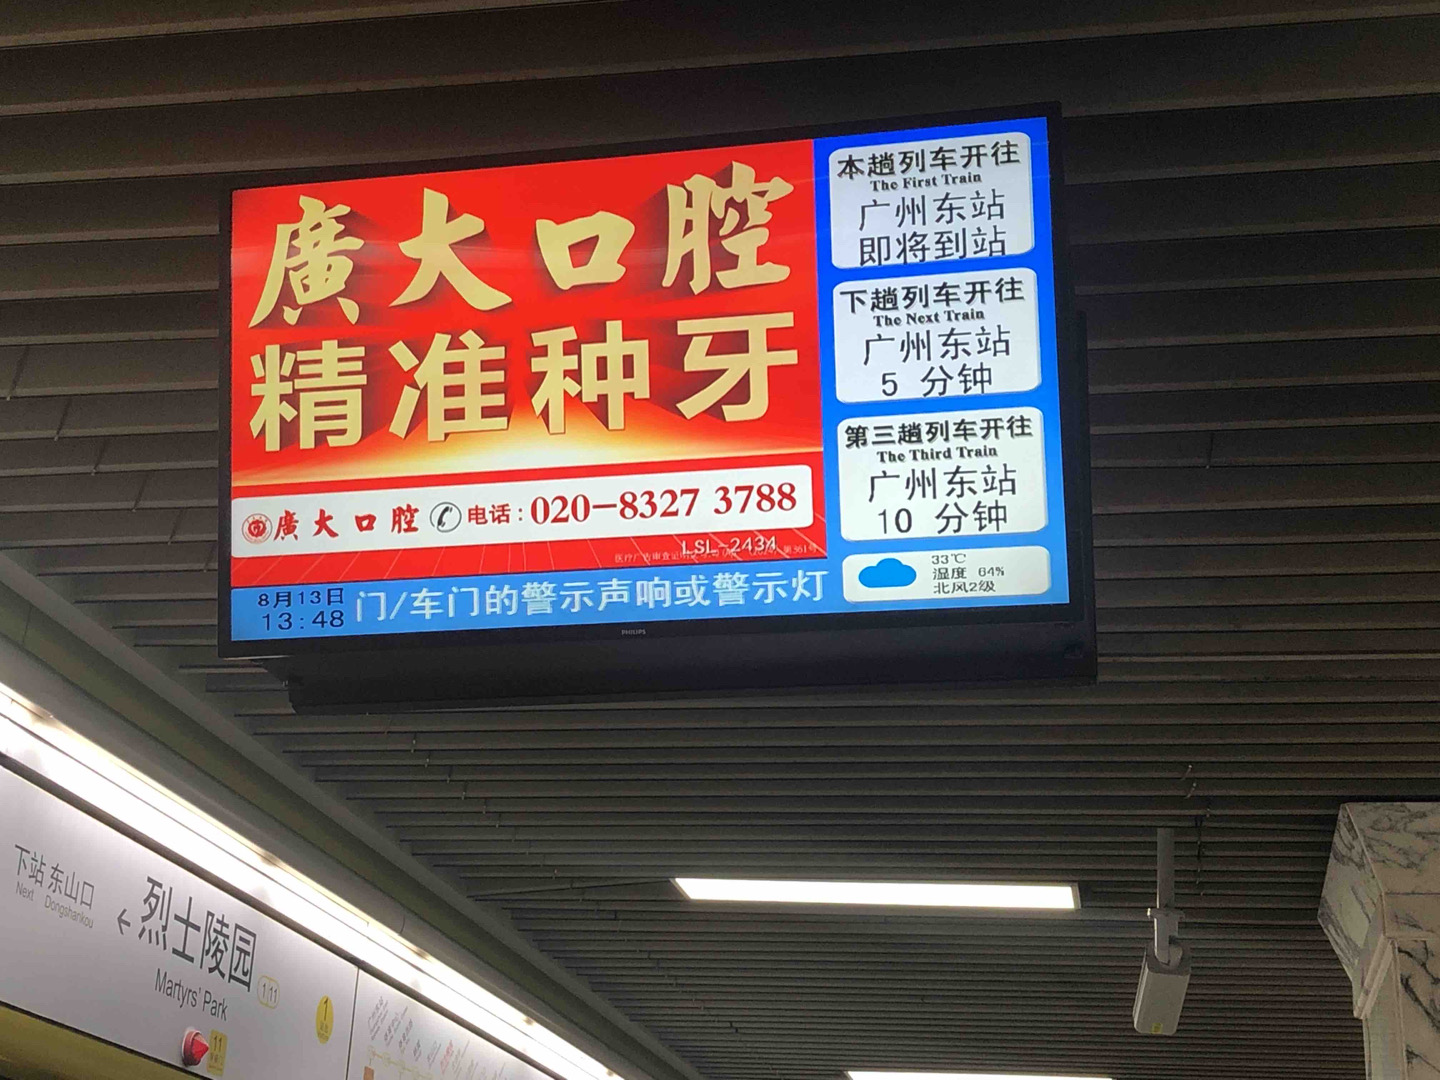 廣大口腔
精准种牙
廣大口腔 电话：020-8327 3788
LSL-2434
8月13日
13:48
门/车门的警示声响或警示灯
本趟列车开往
The First Train
广州东站
即将到站
下趟列车开往
The Next Train
广州东站
5 分钟
第三趟列车开往
The Third Train
广州东站
10 分钟
33℃
湿度 64%
北风2级
PHILIPS
下站 东山口
Next Dongshankou
←
烈士陵园
Martyrs' Park
1 11
1
11